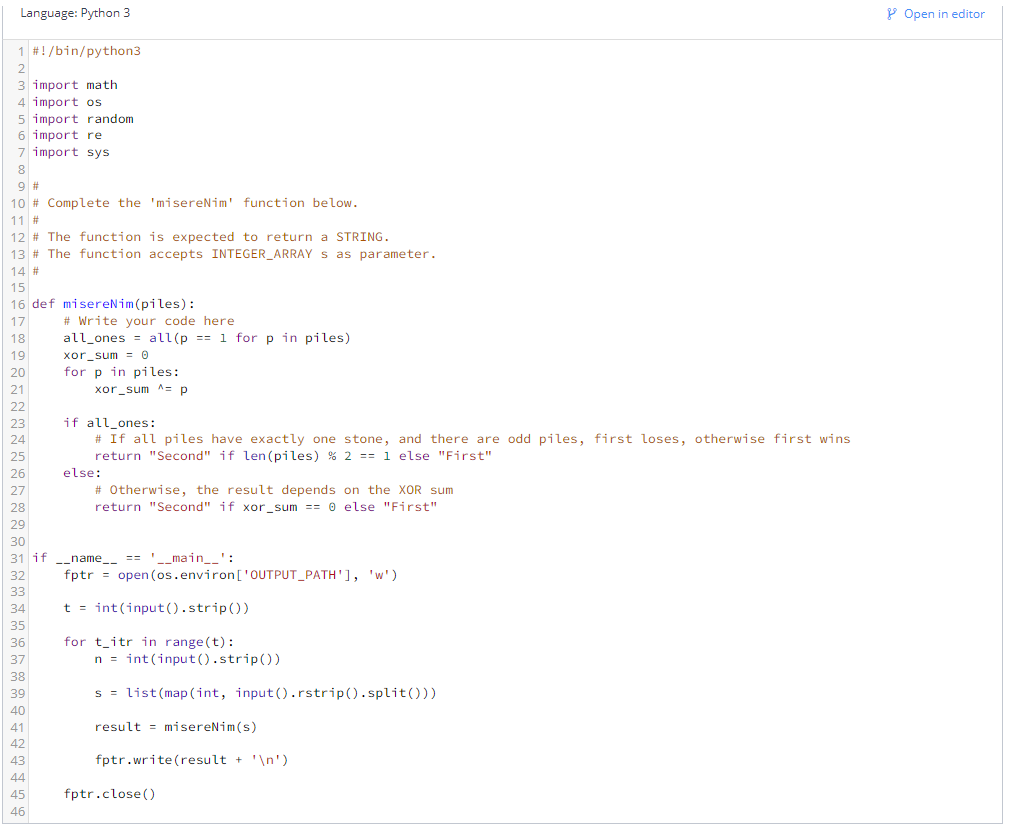 Language: Python 3
Open in editor
1 #!/bin/python3
2
3 import math
4 import os
5 import random
6 import re
7 import sys
8
9 #
10 # Complete the 'misereNim' function below.
11 #
12 # The function is expected to return a STRING.
13 # The function accepts INTEGER_ARRAY s as parameter.
14 #
15
16 def misereNim(piles):
17     # Write your code here
18     all_ones = all(p == 1 for p in piles)
19     xor_sum = 0
20     for p in piles:
21         xor_sum ^= p
22
23     if all_ones:
24         # If all piles have exactly one stone, and there are odd piles, first loses, otherwise first wins
25         return "Second" if len(piles) % 2 == 1 else "First"
26     else:
27         # Otherwise, the result depends on the XOR sum
28         return "Second" if xor_sum == 0 else "First"
29
30
31 if __name__ == '__main__':
32     fptr = open(os.environ['OUTPUT_PATH'], 'w')
33
34     t = int(input().strip())
35
36     for t_itr in range(t):
37         n = int(input().strip())
38
39         s = list(map(int, input().rstrip().split()))
40
41         result = misereNim(s)
42
43         fptr.write(result + '\n')
44
45     fptr.close()
46